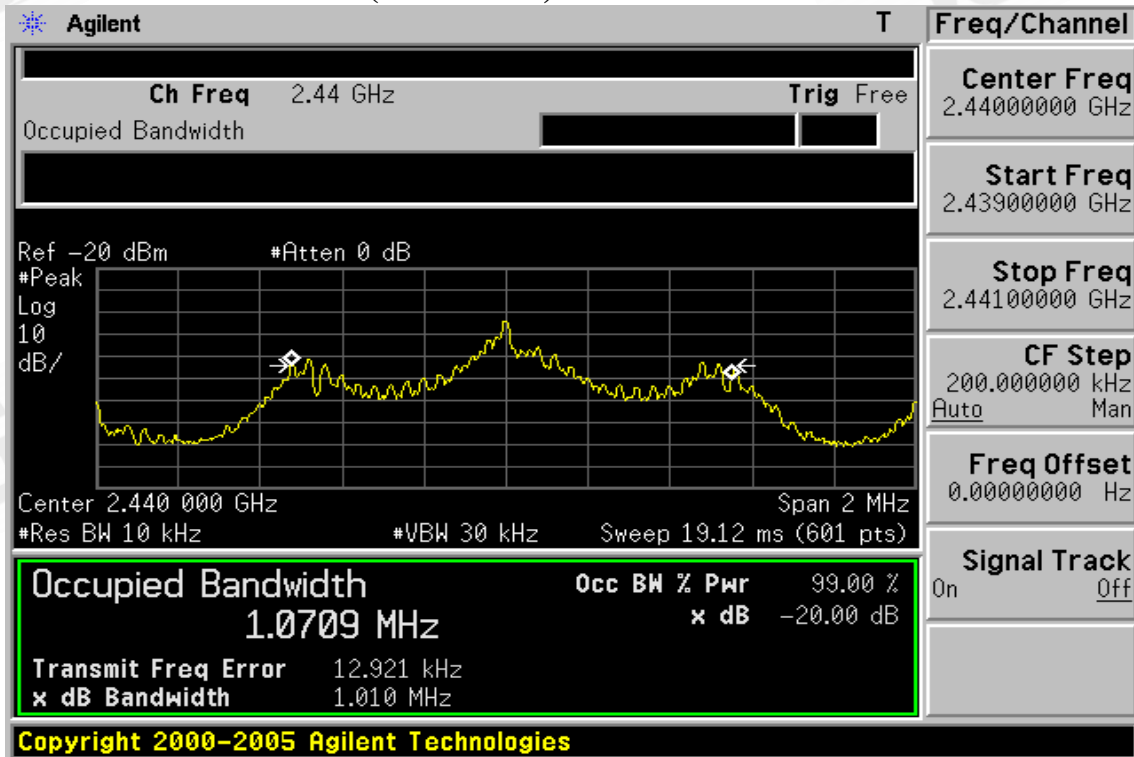 Agilent T
Ch Freq 2.44 GHz Trig Free
Occupied Bandwidth
Ref -20 dBm #Atten 0 dB
#Peak
Log
10
dB/
Center 2.440 000 GHz Span 2 MHz
#Res BW 10 kHz #VBW 30 kHz Sweep 19.12 ms (601 pts)
Occupied Bandwidth Occ BW % Pwr 99.00 %
1.0709 MHz x dB -20.00 dB
Transmit Freq Error 12.921 kHz
x dB Bandwidth 1.010 MHz
Copyright 2000-2005 Agilent Technologies
Freq/Channel
Center Freq
2.44000000 GHz
Start Freq
2.43900000 GHz
Stop Freq
2.44100000 GHz
CF Step
200.000000 kHz
Auto Man
Freq Offset
0.00000000 Hz
Signal Track
On Off